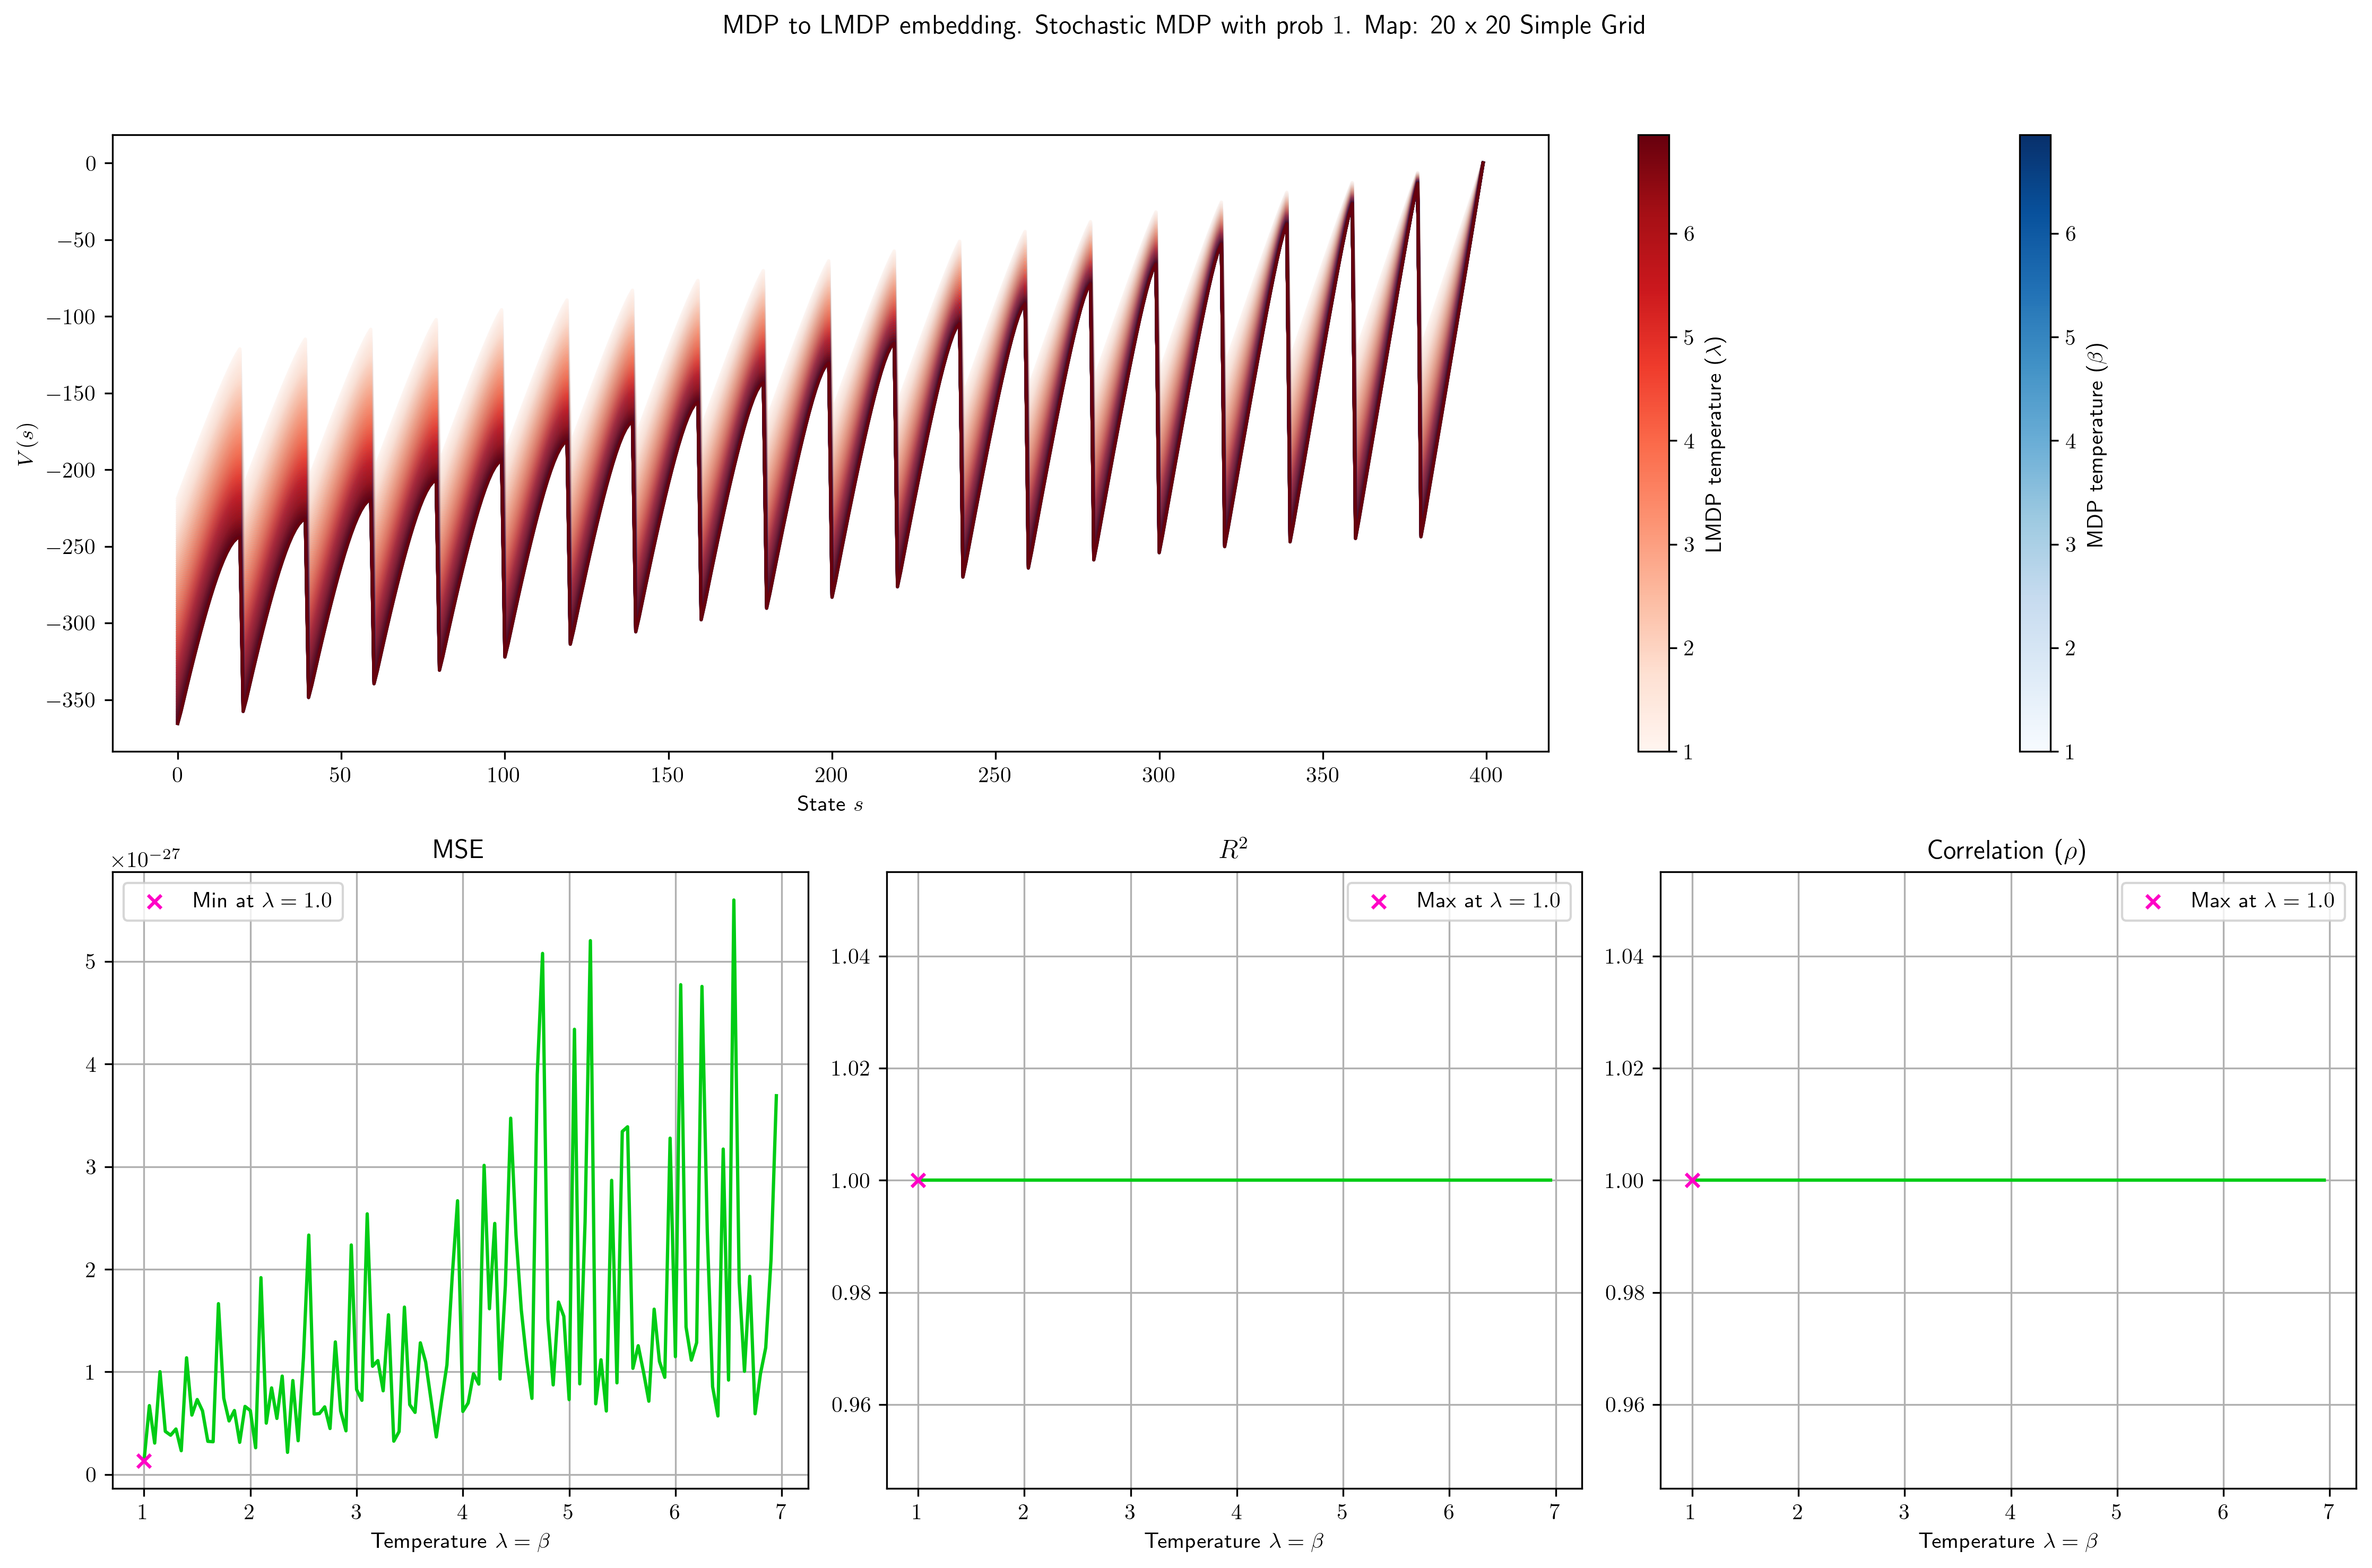 MDP to LMDP embedding. Stochastic MDP with prob 1. Map: 20 x 20 Simple Grid
0
−50
−100
−150
−200
−250
−300
−350
V(s)
0 50 100 150 200 250 300 350 400
State s
6
5
4
3
2
1
LMDP temperature (λ)
6
5
4
3
2
1
MDP temperature (β)
MSE
×10⁻²⁷
Min at λ = 1.0
5
4
3
2
1
0
1 2 3 4 5 6 7
Temperature λ = β
R²
Max at λ = 1.0
1.04
1.02
1.00
0.98
0.96
1 2 3 4 5 6 7
Temperature λ = β
Correlation (ρ)
Max at λ = 1.0
1.04
1.02
1.00
0.98
0.96
1 2 3 4 5 6 7
Temperature λ = β